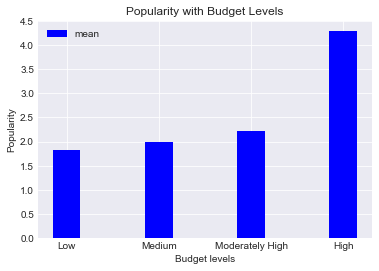 Popularity with Budget Levels
mean
4.5
4.0
3.5
3.0
2.5
2.0
1.5
1.0
0.5
0.0
Popularity
Low Medium Moderately High High
Budget levels